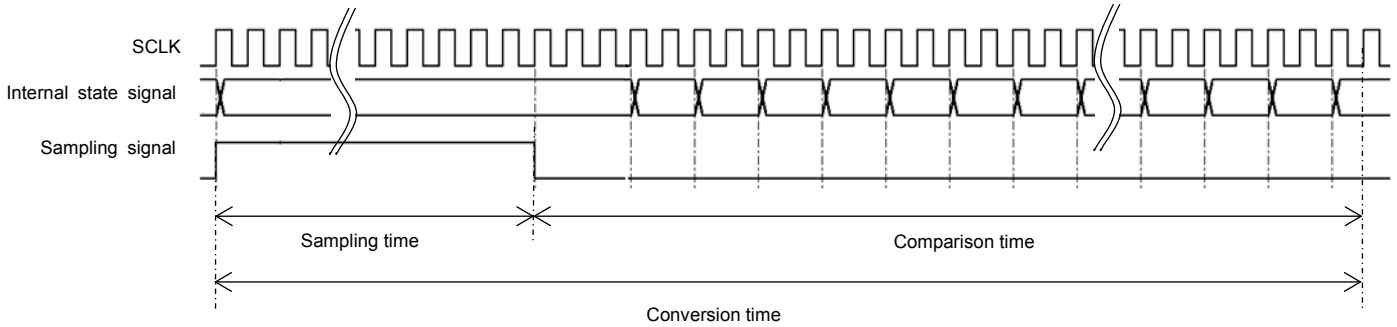 SCLK
Internal state signal
Sampling signal
Sampling time
Comparison time
Conversion time